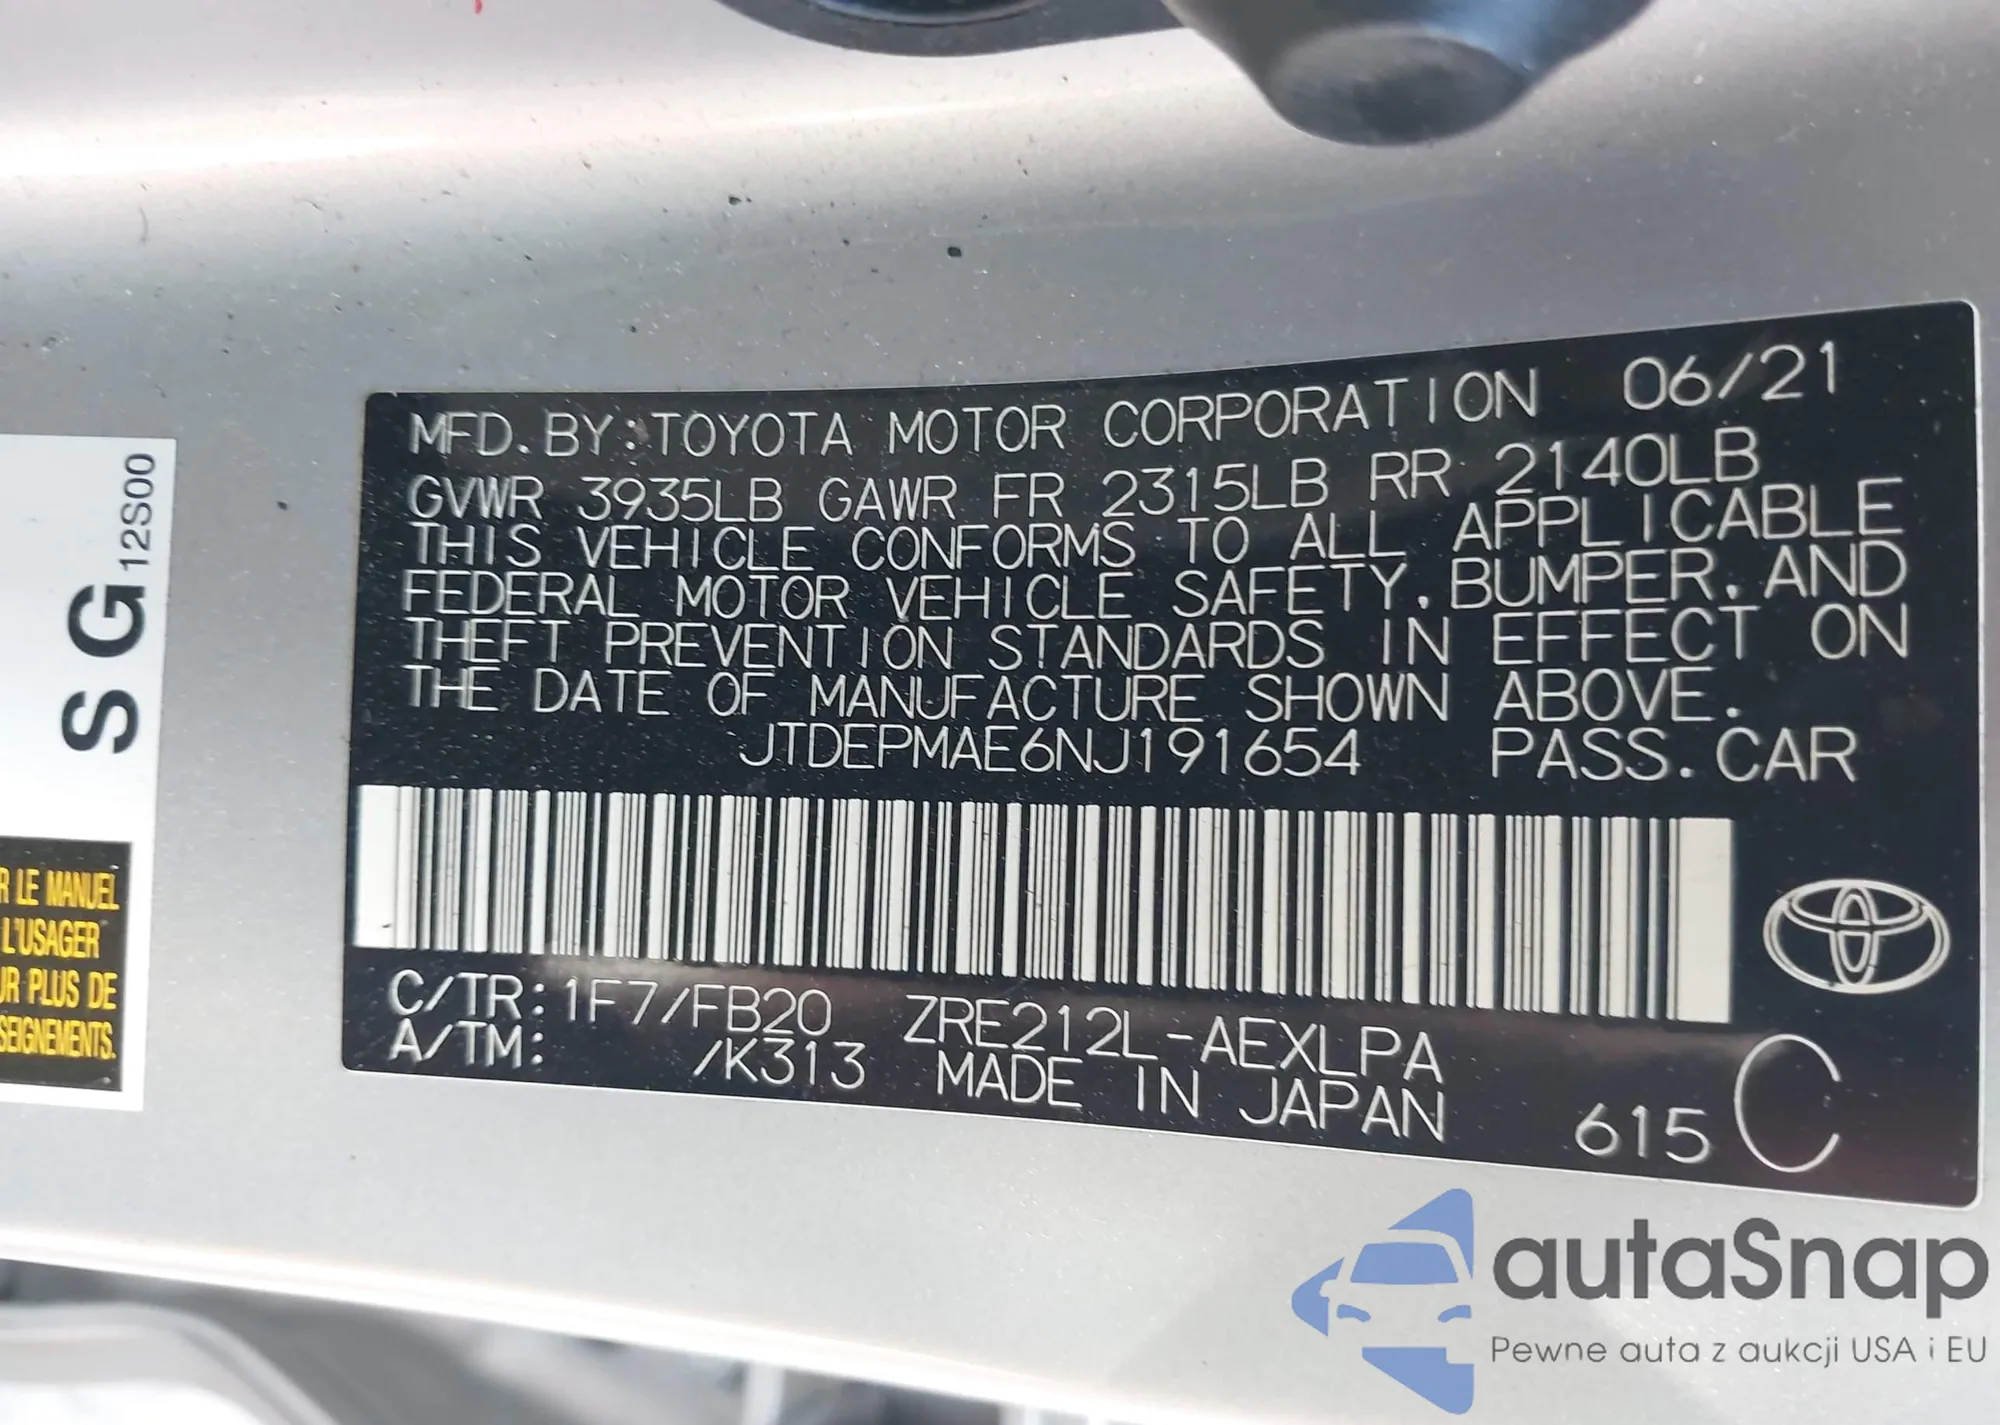 MFD.BY:TOYOTA MOTOR CORPORATION 06/21
GVWR 3935LB GAWR FR 2315LB RR 2140LB
THIS VEHICLE CONFORMS TO ALL APPLICABLE
FEDERAL MOTOR VEHICLE SAFETY, BUMPER, AND
THEFT PREVENTION STANDARDS IN EFFECT ON
THE DATE OF MANUFACTURE SHOWN ABOVE.
JTDEPMAE6NJ191654 PASS.CAR
C/TR:1F7/FB20 ZRE212L-AEXLPA
A/TM: /K313 MADE IN JAPAN
615 C
S G 12S00
R LE MANUEL
L'USAGER
UR PLUS DE
SEIGNEMENTS.
autaSnap
Pewne auta z aukcji USA i EU